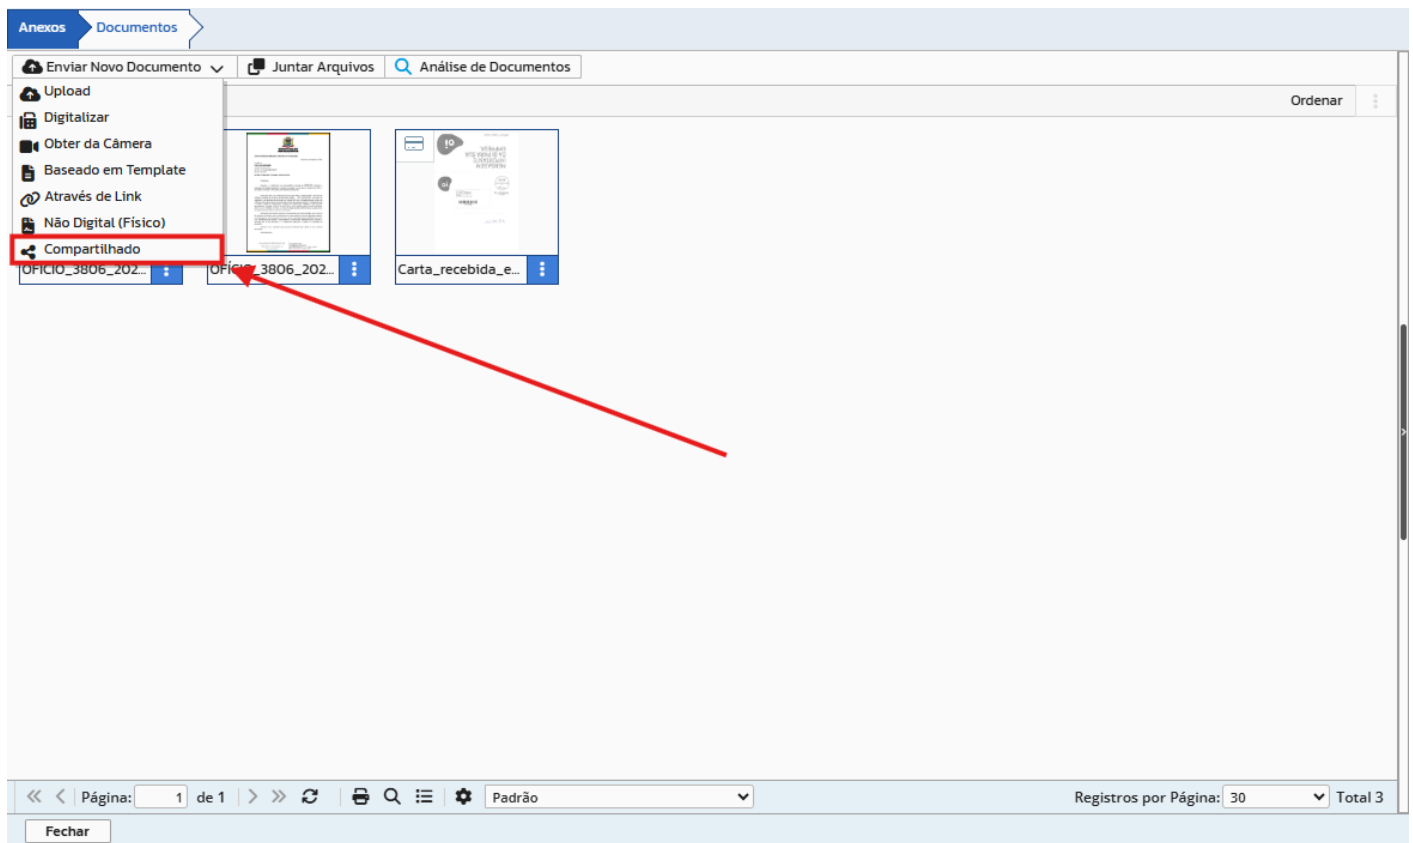 Anexos Documentos
Enviar Novo Documento Juntar Arquivos Análise de Documentos
Upload
Ordenar
Digitalizar
Obter da Câmera
Baseado em Template
Através de Link
Não Digital (Físico)
Compartilhado
OFÍCIO_3806_202... OFÍCIO_3806_202... Carta_recebida_e...
Página: 1 de 1 Padrão Registros por Página: 30 Total 3
Fechar